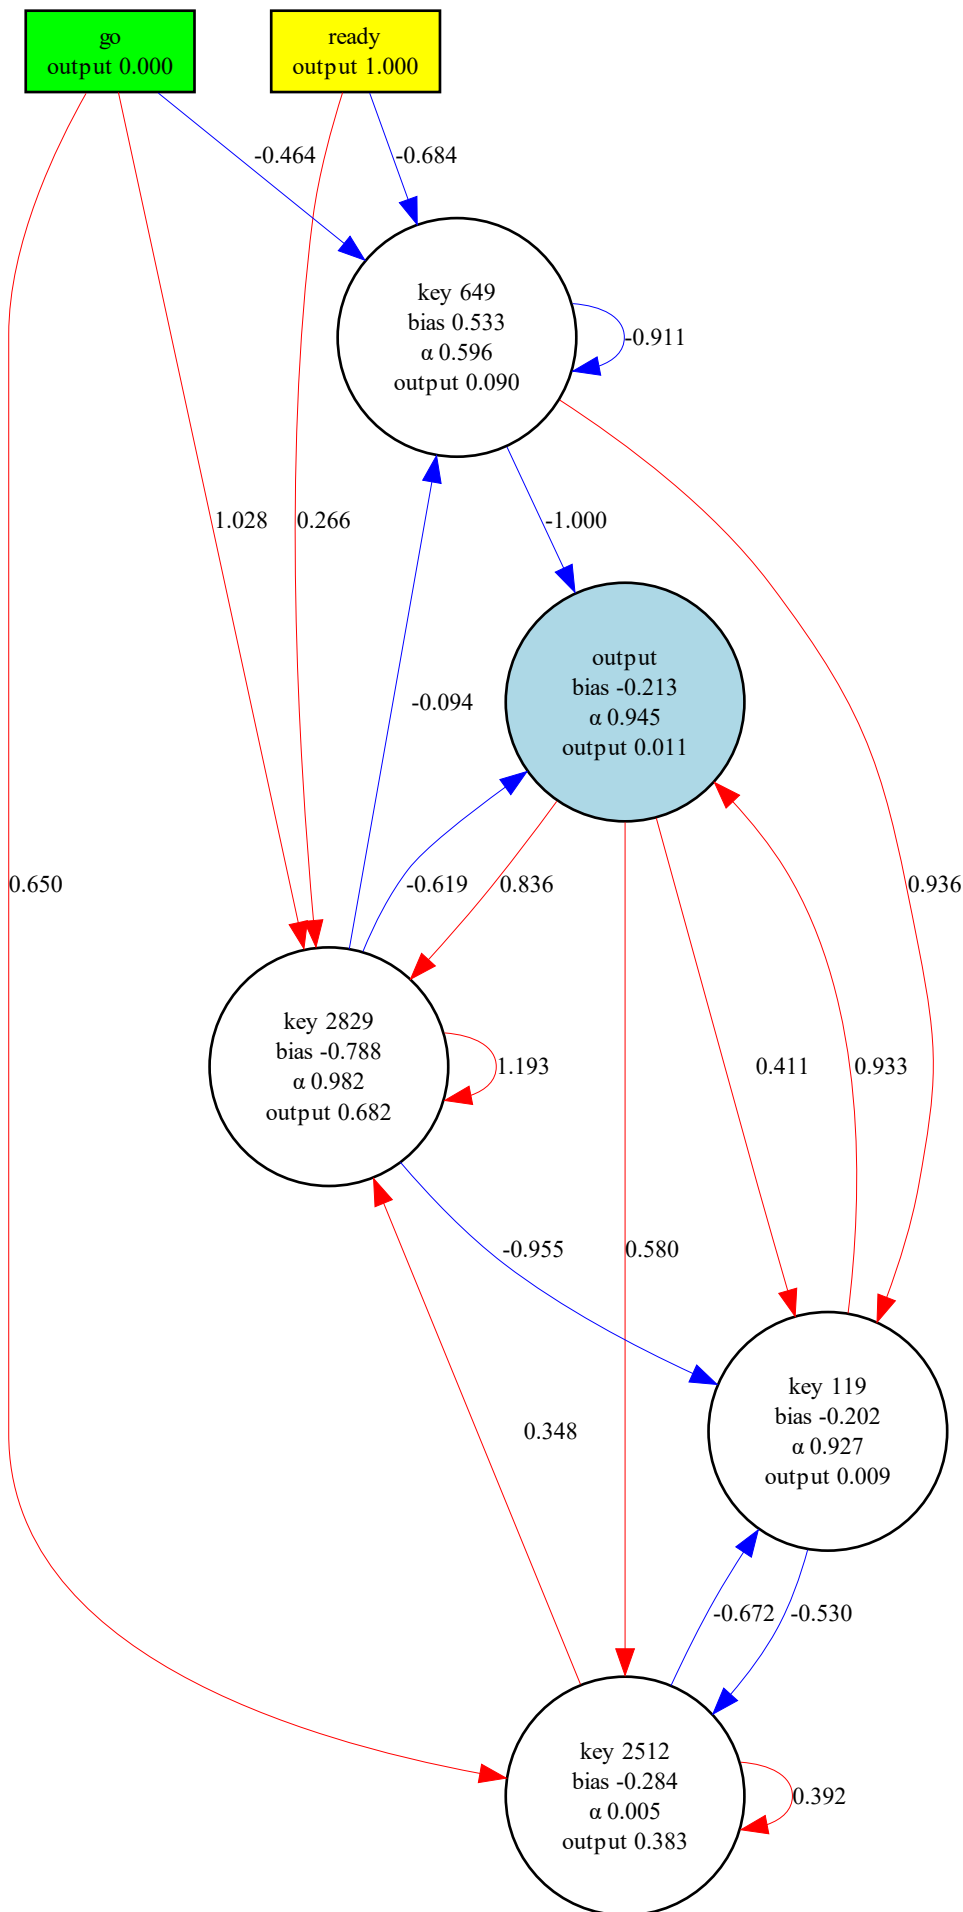 go
output 0.000
ready
output 1.000
-0.464
-0.684
key 649
bias 0.533
α 0.596
output 0.090
-0.911
1.028
0.266
-1.000
output
bias -0.213
α 0.945
output 0.011
-0.094
0.650
-0.619
0.836
0.936
key 2829
bias -0.788
α 0.982
output 0.682
1.193
0.411
0.933
-0.955
0.580
key 119
bias -0.202
α 0.927
output 0.009
0.348
-0.672
-0.530
key 2512
bias -0.284
α 0.005
output 0.383
0.392